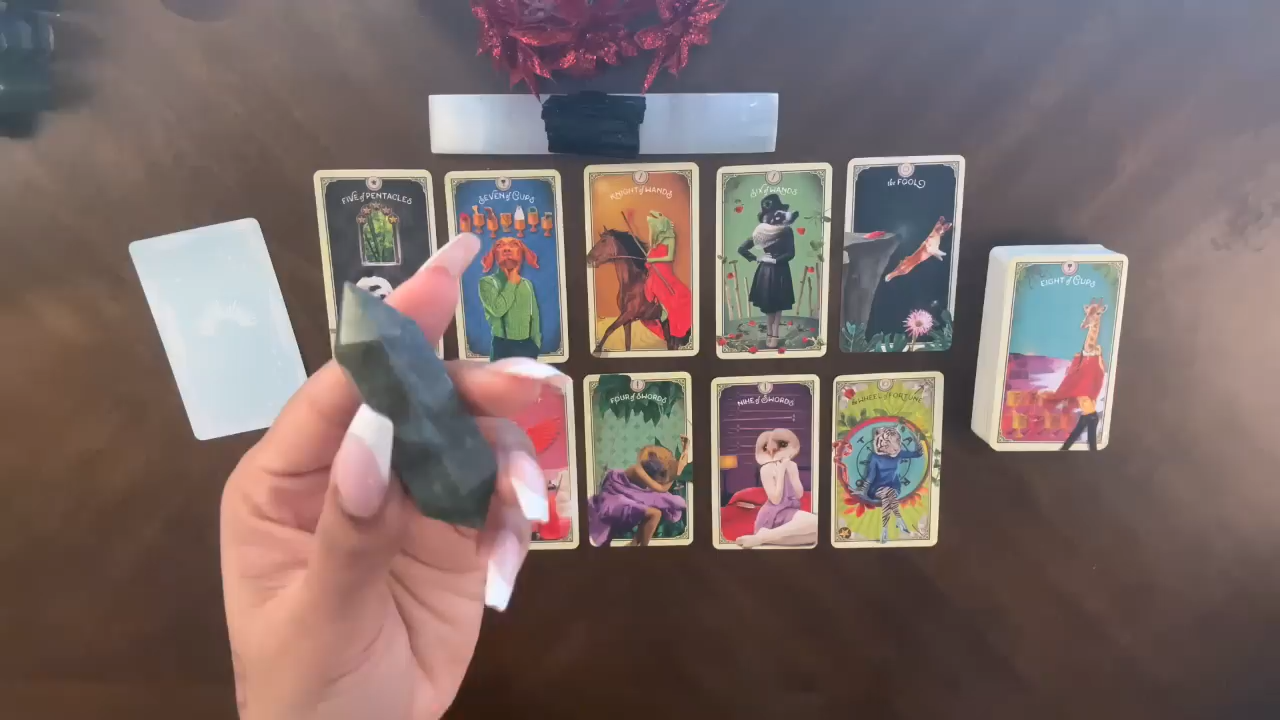 FIVE of PENTACLES
SEVEN of CUPS
KNIGHT of WANDS
SIX of WANDS
the FOOL
EIGHT of CUPS
FOUR of SWORDS
NINE of SWORDS
the WHEEL of FORTUNE